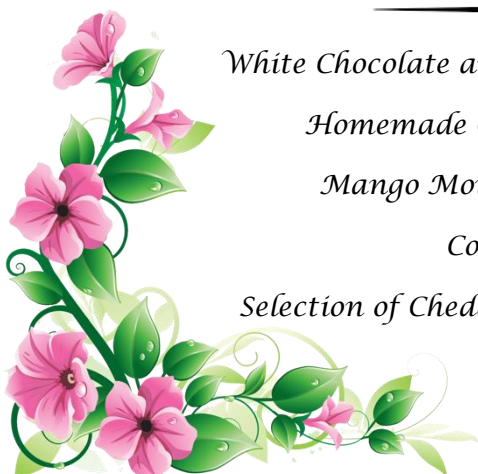 White Chocolate a
Homemade
Mango Mo
Co
Selection of Ched